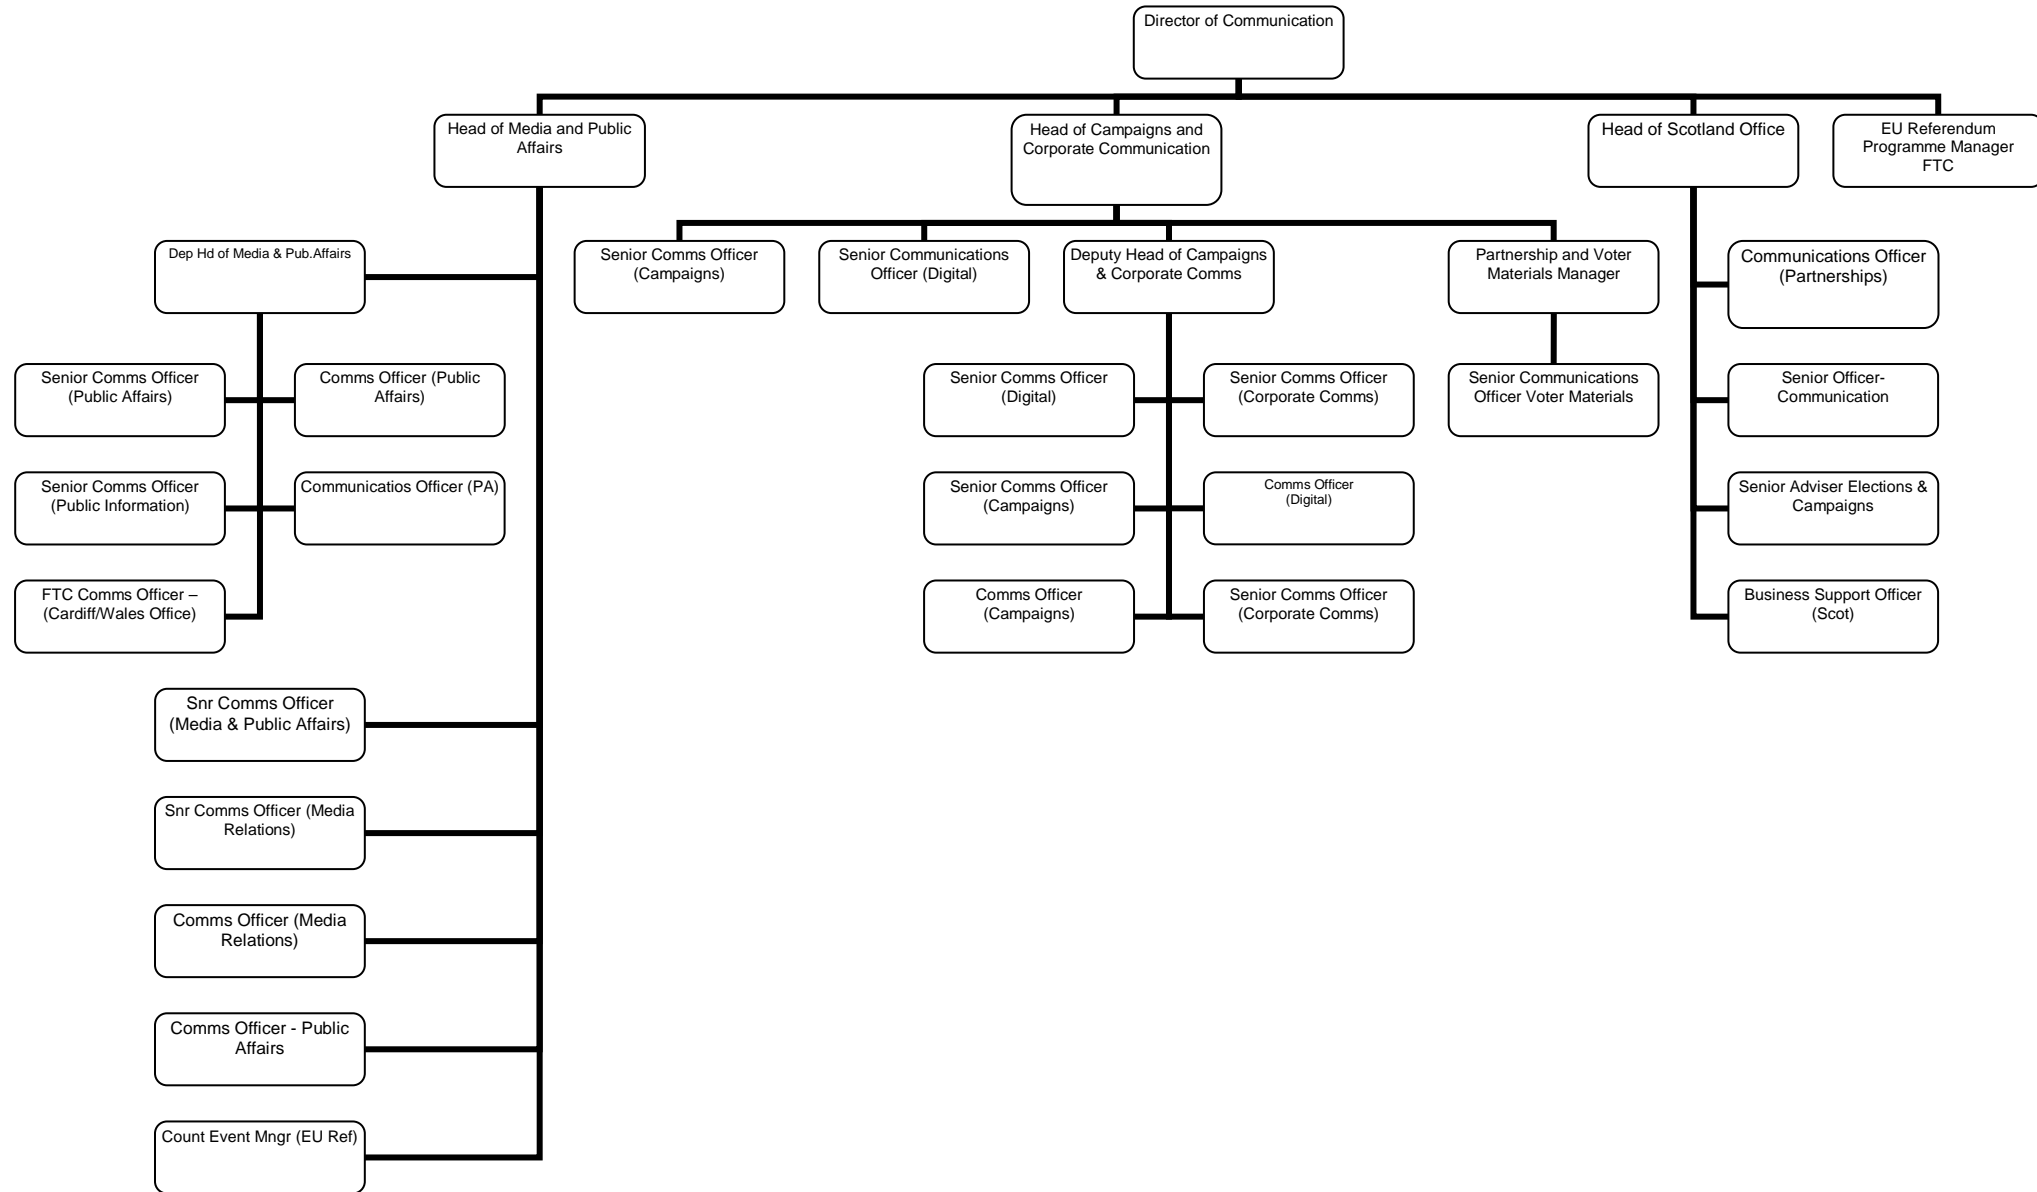 Director of Communication
Head of Media and Public
Affairs
Head of Campaigns and
Corporate Communication
Head of Scotland Office
EU Referendum
Programme Manager
FTC
Dep Hd of Media & Pub.Affairs
Senior Comms Officer
(Campaigns)
Senior Communications
Officer (Digital)
Deputy Head of Campaigns
& Corporate Comms
Partnership and Voter
Materials Manager
Communications Officer
(Partnerships)
Senior Comms Officer
(Public Affairs)
Comms Officer (Public
Affairs)
Senior Comms Officer
(Digital)
Senior Comms Officer
(Corporate Comms)
Senior Communications
Officer Voter Materials
Senior Officer-
Communication
Senior Comms Officer
(Public Information)
Communicatios Officer (PA)
Senior Comms Officer
(Campaigns)
Comms Officer
(Digital)
Senior Adviser Elections &
Campaigns
FTC Comms Officer –
(Cardiff/Wales Office)
Comms Officer
(Campaigns)
Senior Comms Officer
(Corporate Comms)
Business Support Officer
(Scot)
Snr Comms Officer
(Media & Public Affairs)
Snr Comms Officer (Media
Relations)
Comms Officer (Media
Relations)
Comms Officer - Public
Affairs
Count Event Mngr (EU Ref)